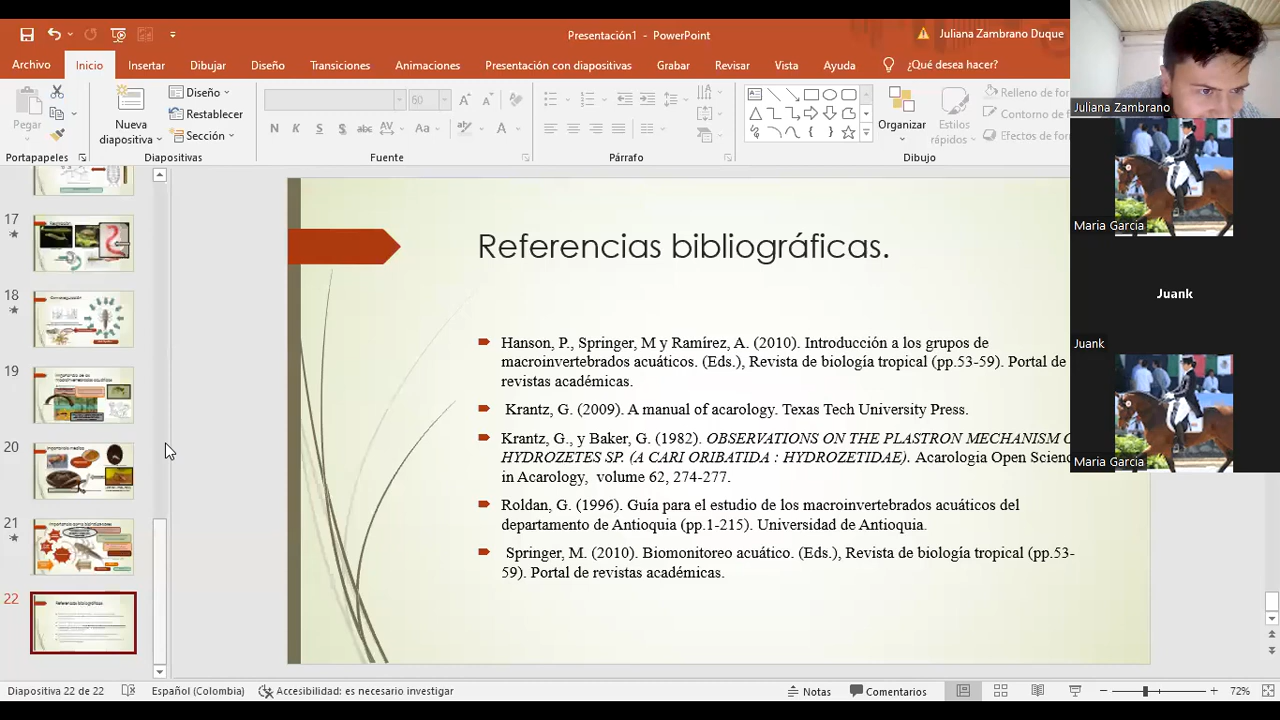 Presentación1 - PowerPoint
Juliana Zambrano Duque
Archivo Inicio Insertar Dibujar Diseño Transiciones Animaciones Presentación con diapositivas Grabar Revisar Vista Ayuda ¿Qué desea hacer?
Pegar
Nueva diapositiva
Diseño
Restablecer
Sección
60
N K S S abc AV Aa A
Organizar
Estilos rápidos
Relleno de
Contorno de
Efectos de
Portapapeles Diapositivas Fuente Párrafo Dibujo
17
18
19
20
21
22
Referencias bibliográficas.
Hanson, P., Springer, M y Ramírez, A. (2010). Introducción a los grupos de
macroinvertebrados acuáticos. (Eds.), Revista de biología tropical (pp.53-59). Portal de
revistas académicas.
Krantz, G. (2009). A manual of acarology. Texas Tech University Press.
Krantz, G., y Baker, G. (1982). OBSERVATIONS ON THE PLASTRON MECHANISM O
HYDROZETES SP. (A CARI ORIBATIDA : HYDROZETIDAE). Acarologia Open Scienc
in Acarology, volume 62, 274-277.
Roldan, G. (1996). Guía para el estudio de los macroinvertebrados acuáticos del
departamento de Antioquia (pp.1-215). Universidad de Antioquia.
Springer, M. (2010). Biomonitoreo acuático. (Eds.), Revista de biología tropical (pp.53-
59). Portal de revistas académicas.
Juliana Zambrano
Maria Garcia
Juank
Juank
Maria Garcia
Diapositiva 22 de 22 Español (Colombia) Accesibilidad: es necesario investigar Notas Comentarios 72%